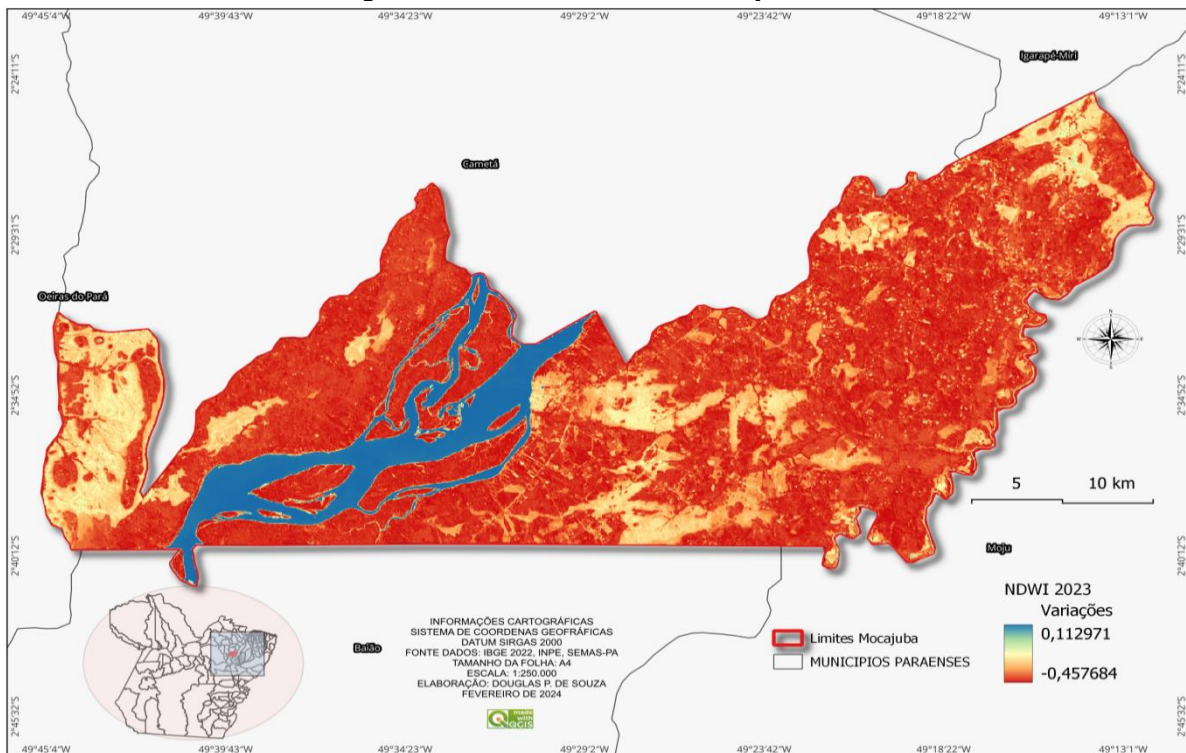 49°45'4"W 49°39'43"W 49°34'23"W 49°29'2"W 49°23'42"W 49°18'22"W 49°13'1"W
2°24'11"S 2°24'11"S
Igarapé-Miri
Cametá
2°29'31"S 2°29'31"S
Oeiras do Pará
N
W E
S
2°34'52"S 2°34'52"S
5 10 km
2°40'12"S 2°40'12"S
Moju
Baião
INFORMAÇÕES CARTOGRÁFICAS
SISTEMA DE COORDENAS GEOFRÁFICAS
DATUM SIRGAS 2000
FONTE DADOS: IBGE 2022, INPE, SEMAS-PA
TAMANHO DA FOLHA: A4
ESCALA: 1:250.000
ELABORAÇÃO: DOUGLAS P. DE SOUZA
FEVEREIRO DE 2024
made
with
QGIS
Limites Mocajuba
MUNICIPIOS PARAENSES
NDWI 2023
Variações
0,112971
-0,457684
2°45'32"S 2°45'32"S
49°45'4"W 49°39'43"W 49°34'23"W 49°29'2"W 49°23'42"W 49°18'22"W 49°13'1"W